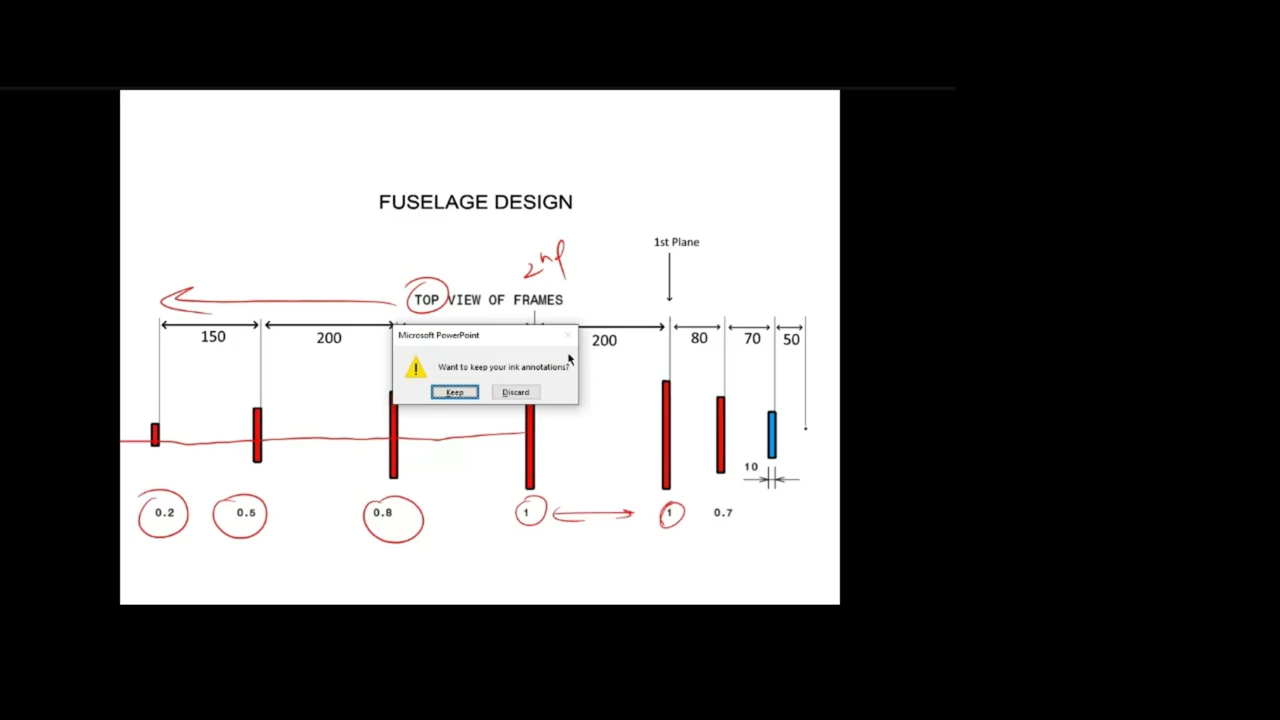 FUSELAGE DESIGN
1st Plane
2nd
TOP VIEW OF FRAMES
150 200 200 80 70 50
Microsoft PowerPoint
Want to keep your ink annotations?
Keep Discard
10
0.2 0.5 0.8 1 1 0.7